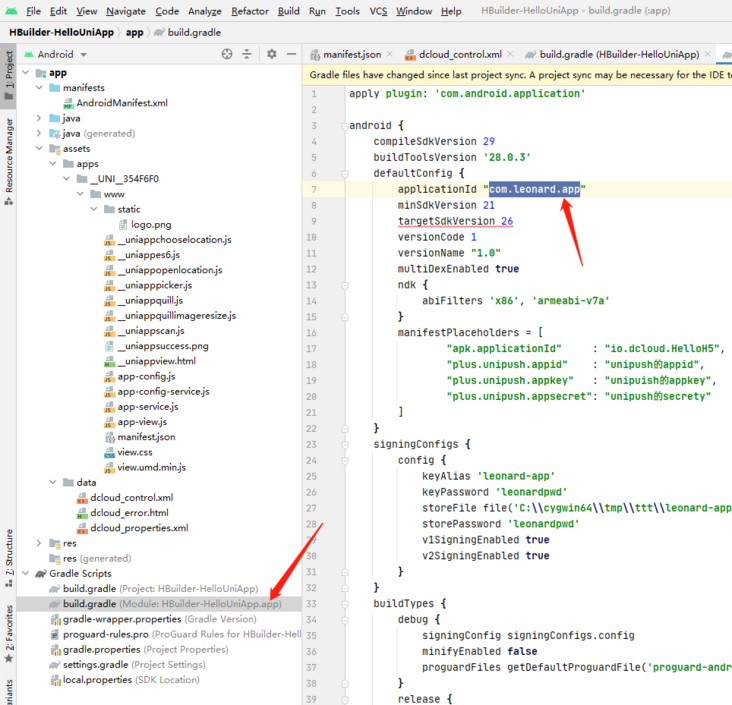 File Edit View Navigate Code Analyze Refactor Build Run Tools VCS Window Help HBuilder-HelloUniApp - build.gradle (:app)
HBuilder-HelloUniApp app build.gradle
1: Project
Resource Manager
7: Structure
2: Favorites
Android
app
manifests
AndroidManifest.xml
java
java (generated)
assets
apps
__UNI__354F6F0
www
static
logo.png
__uniappchooselocation.js
__uniappes6.js
__uniappopenlocation.js
__uniapppicker.js
__uniappquill.js
__uniappquillimageresize.js
__uniappscan.js
__uniappsuccess.png
__uniappview.html
app-config.js
app-config-service.js
app-service.js
app-view.js
manifest.json
view.css
view.umd.min.js
data
dcloud_control.xml
dcloud_error.html
dcloud_properties.xml
res
res (generated)
Gradle Scripts
build.gradle (Project: HBuilder-HelloUniApp)
build.gradle (Module: HBuilder-HelloUniApp.app)
gradle-wrapper.properties (Gradle Version)
proguard-rules.pro (ProGuard Rules for HBuilder-Hell
gradle.properties (Project Properties)
settings.gradle (Project Settings)
local.properties (SDK Location)
manifest.json dcloud_control.xml build.gradle (HBuilder-HelloUniApp)
Gradle files have changed since last project sync. A project sync may be necessary for the IDE to
1 apply plugin: 'com.android.application'
2
3 android {
4 compileSdkVersion 29
5 buildToolsVersion '28.0.3'
6 defaultConfig {
7 applicationId "com.leonard.app"
8 minSdkVersion 21
9 targetSdkVersion 26
10 versionCode 1
11 versionName "1.0"
12 multiDexEnabled true
13 ndk {
14 abiFilters 'x86', 'armeabi-v7a'
15 }
16 manifestPlaceholders = [
17 "apk.applicationId" : "io.dcloud.HelloH5",
18 "plus.unipush.appid" : "unipush的appid",
19 "plus.unipush.appkey" : "unipuish的appkey",
20 "plus.unipush.appsecret": "unipush的secrety"
21 ]
22 }
23 signingConfigs {
24 config {
25 keyAlias 'leonard-app'
26 keyPassword 'leonardpwd'
27 storeFile file('C:\\cygwin64\\tmp\\ttt\\leonard-app
28 storePassword 'leonardpwd'
29 v1SigningEnabled true
30 v2SigningEnabled true
31 }
32 }
33 buildTypes {
34 debug {
35 signingConfig signingConfigs.config
36 minifyEnabled false
37 proguardFiles getDefaultProguardFile('proguard-andr
38 }
39 release {